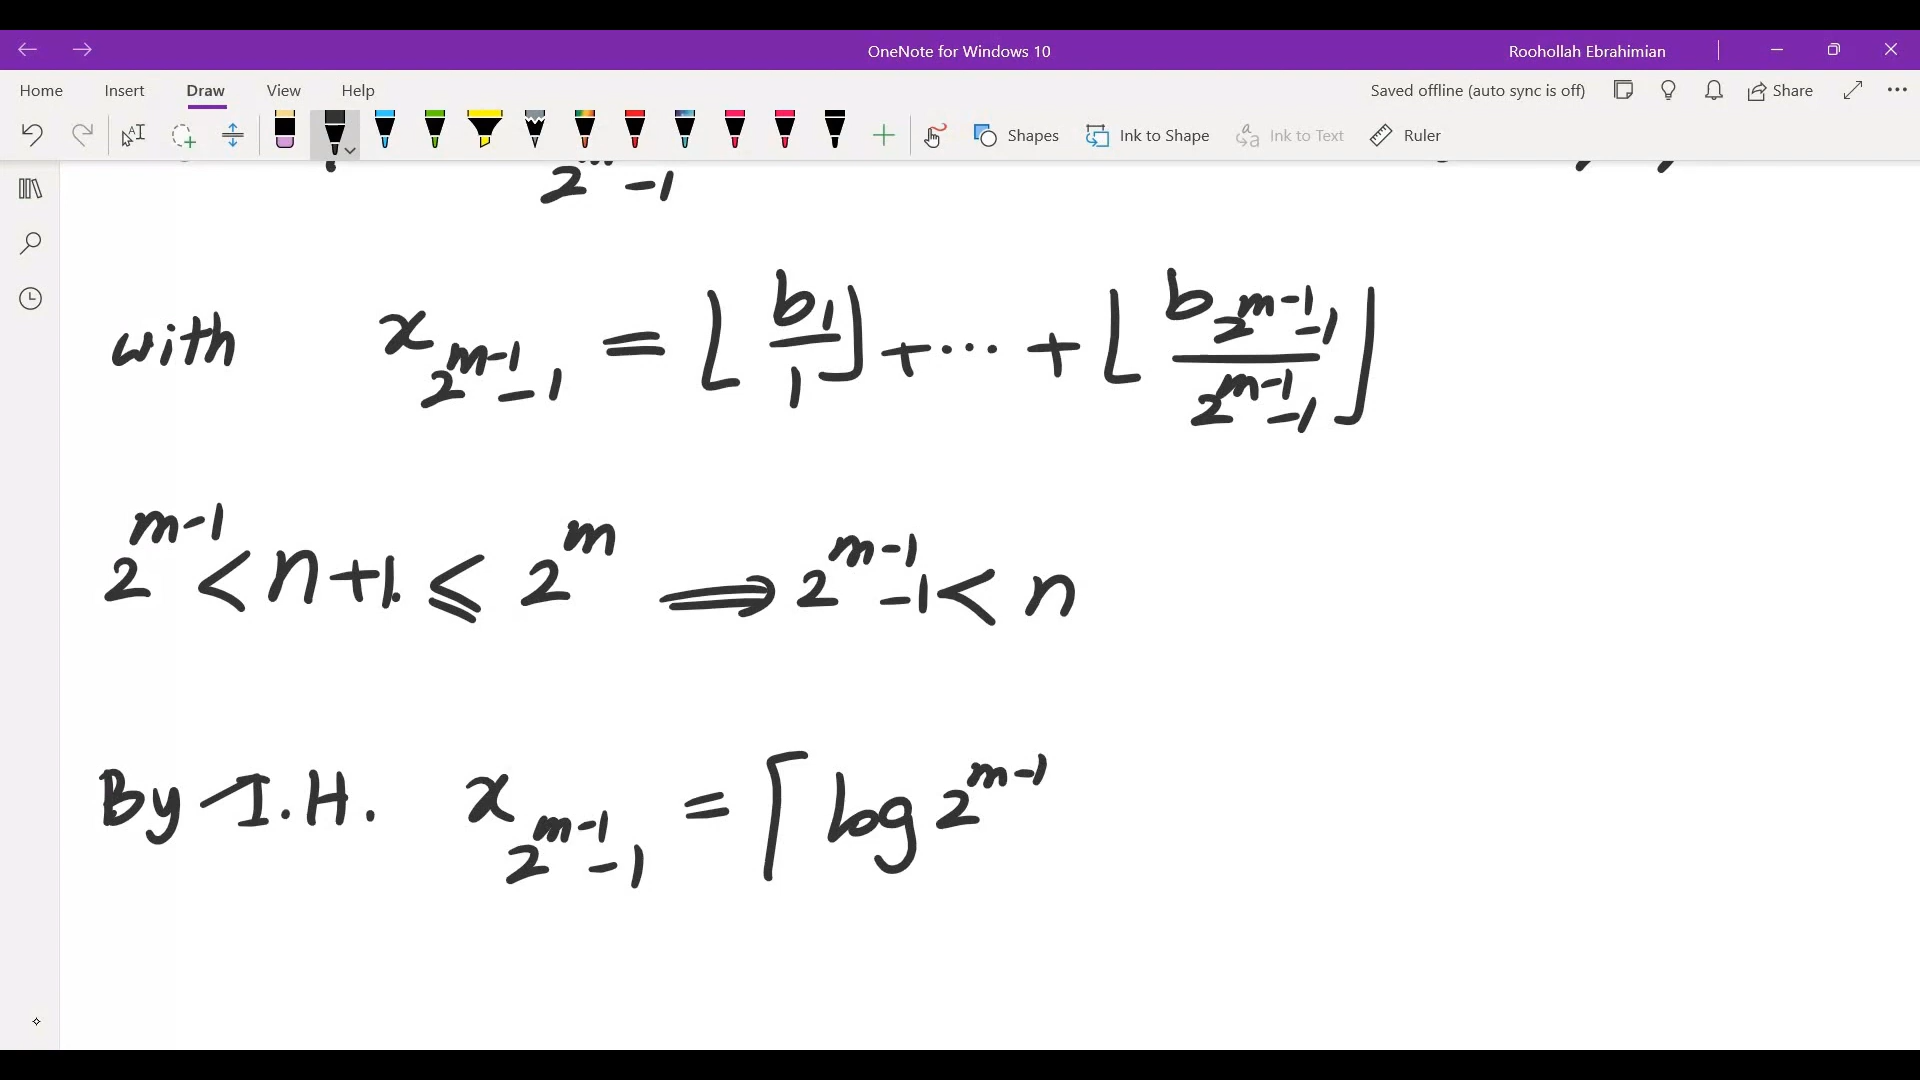 OneNote for Windows 10
Roohollah Ebrahimian
Home Insert Draw View Help
Saved offline (auto sync is off) Share
Shapes Ink to Shape Ink to Text Ruler
2^m -1
with x_{2^{m-1}-1} = ⌊b_1/1⌋ + ⋯ + ⌊b_{2^{m-1}-1}/2^{m-1}-1⌋
2^{m-1} < n+1 ≤ 2^m ⟹ 2^{m-1}-1 < n
By I.H. x_{2^{m-1}-1} = ⌈log 2^{m-1}